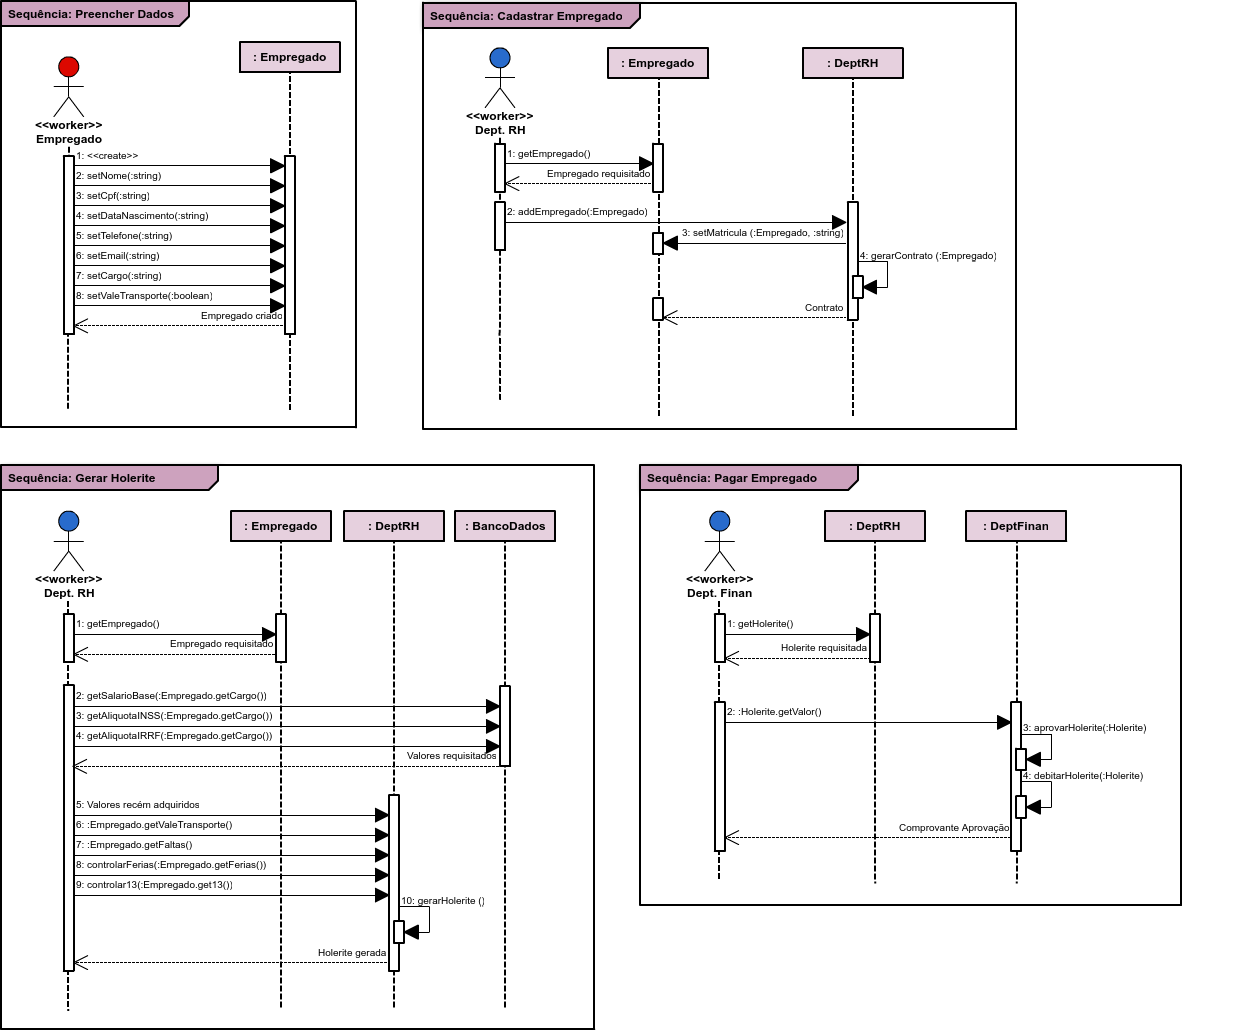 Sequência: Preencher Dados
: Empregado
<<worker>>
Empregado
1: <<create>>
2: setNome(:string)
3: setCpf(:string)
4: setDataNascimento(:string)
5: setTelefone(:string)
6: setEmail(:string)
7: setCargo(:string)
8: setValeTransporte(:boolean)
Empregado criado
Sequência: Cadastrar Empregado
: Empregado
: DeptRH
<<worker>>
Dept. RH
1: getEmpregado()
Empregado requisitado
2: addEmpregado(:Empregado)
3: setMatricula (:Empregado, :string)
4: gerarContrato (:Empregado)
Contrato
Sequência: Gerar Holerite
: Empregado
: DeptRH
: BancoDados
<<worker>>
Dept. RH
1: getEmpregado()
Empregado requisitado
2: getSalarioBase(:Empregado.getCargo())
3: getAliquotaINSS(:Empregado.getCargo())
4: getAliquotaIRRF(:Empregado.getCargo())
Valores requisitados
5: Valores recém adquiridos
6: :Empregado.getValeTransporte()
7: :Empregado.getFaltas()
8: controlarFerias(:Empregado.getFerias())
9: controlar13(:Empregado.get13())
10: gerarHolerite ()
Holerite gerada
Sequência: Pagar Empregado
: DeptRH
: DeptFinan
<<worker>>
Dept. Finan
1: getHolerite()
Holerite requisitada
2: :Holerite.getValor()
3: aprovarHolerite(:Holerite)
4: debitarHolerite(:Holerite)
Comprovante Aprovação